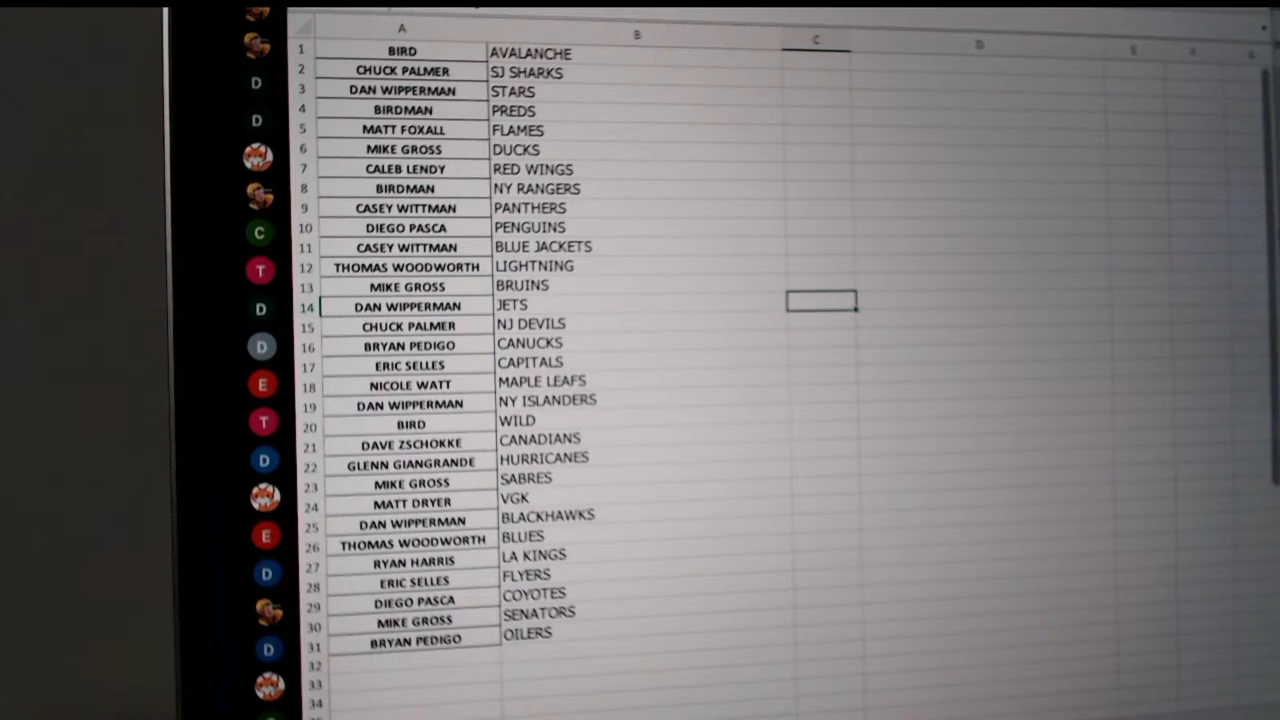 A B C D E F G
1 BIRD AVALANCHE
2 CHUCK PALMER SJ SHARKS
3 DAN WIPPERMAN STARS
4 BIRDMAN PREDS
5 MATT FOXALL FLAMES
6 MIKE GROSS DUCKS
7 CALEB LENDY RED WINGS
8 BIRDMAN NY RANGERS
9 CASEY WITTMAN PANTHERS
10 DIEGO PASCA PENGUINS
11 CASEY WITTMAN BLUE JACKETS
12 THOMAS WOODWORTH LIGHTNING
13 MIKE GROSS BRUINS
14 DAN WIPPERMAN JETS
15 CHUCK PALMER NJ DEVILS
16 BRYAN PEDIGO CANUCKS
17 ERIC SELLES CAPITALS
18 NICOLE WATT MAPLE LEAFS
19 DAN WIPPERMAN NY ISLANDERS
20 BIRD WILD
21 DAVE ZSCHOKKE CANADIANS
22 GLENN GIANGRANDE HURRICANES
23 MIKE GROSS SABRES
24 MATT DRYER VGK
25 DAN WIPPERMAN BLACKHAWKS
26 THOMAS WOODWORTH BLUES
27 RYAN HARRIS LA KINGS
28 ERIC SELLES FLYERS
29 DIEGO PASCA COYOTES
30 MIKE GROSS SENATORS
31 BRYAN PEDIGO OILERS
32
33
34
D
D
C
T
D
D
E
T
D
E
D
D